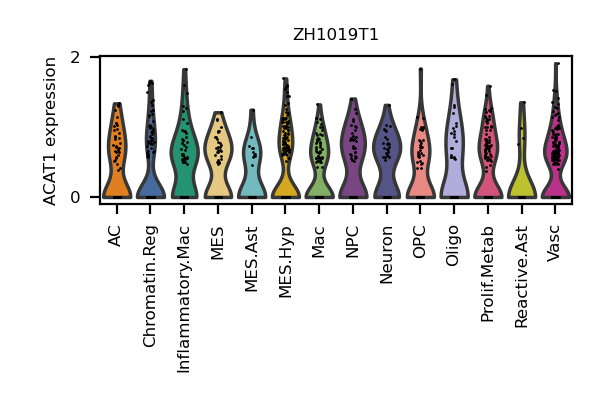 ZH1019T1
ACAT1 expression
2
0
AC
Chromatin.Reg
Inflammatory.Mac
MES
MES.Ast
MES.Hyp
Mac
NPC
Neuron
OPC
Oligo
Prolif.Metab
Reactive.Ast
Vasc